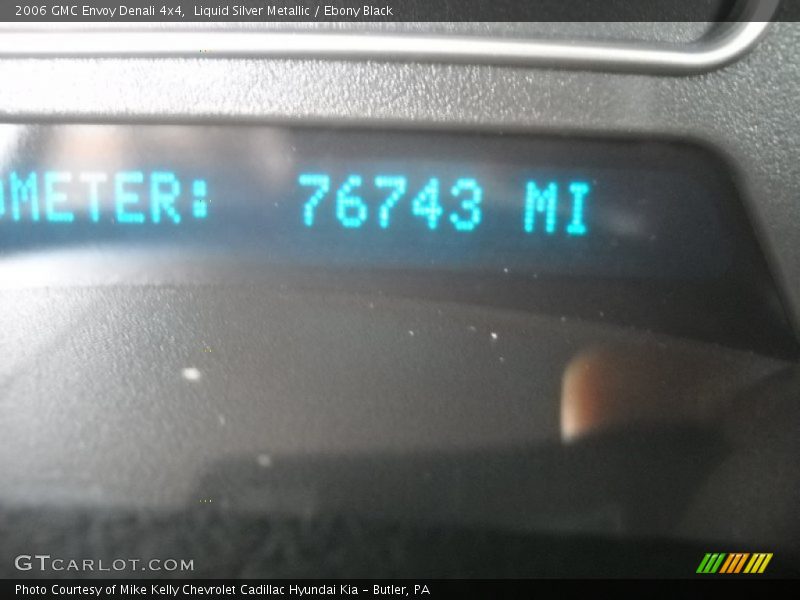 2006 GMC Envoy Denali 4x4,  Liquid Silver Metallic / Ebony Black
OMETER:  76743 MI
GTCARLOT.COM
Photo Courtesy of Mike Kelly Chevrolet Cadillac Hyundai Kia – Butler, PA